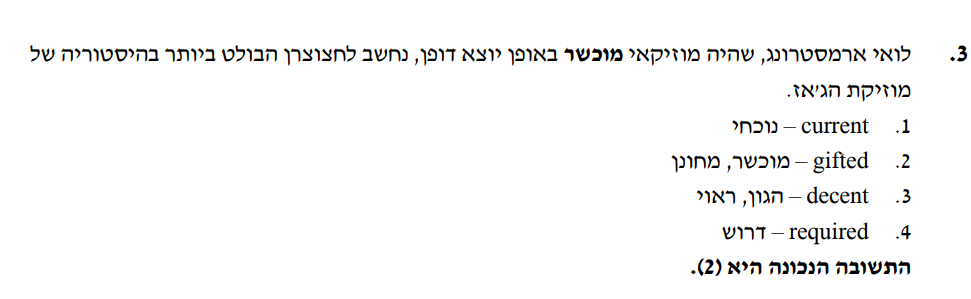 3. לואי ארמסטרונג, שהיה מוזיקאי מוכשר באופן יוצא דופן, נחשב לחצוצרן הבולט ביותר בהיסטוריה של
מוזיקת הג'אז.
1. current – נוכחי
2. gifted – מוכשר, מחונן
3. decent – הגון, ראוי
4. required – דרוש
התשובה הנכונה היא (2).